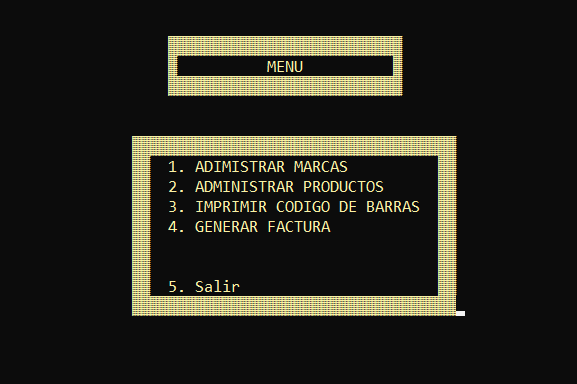 MENU
1. ADIMISTRAR MARCAS
2. ADMINISTRAR PRODUCTOS
3. IMPRIMIR CODIGO DE BARRAS
4. GENERAR FACTURA
5. Salir